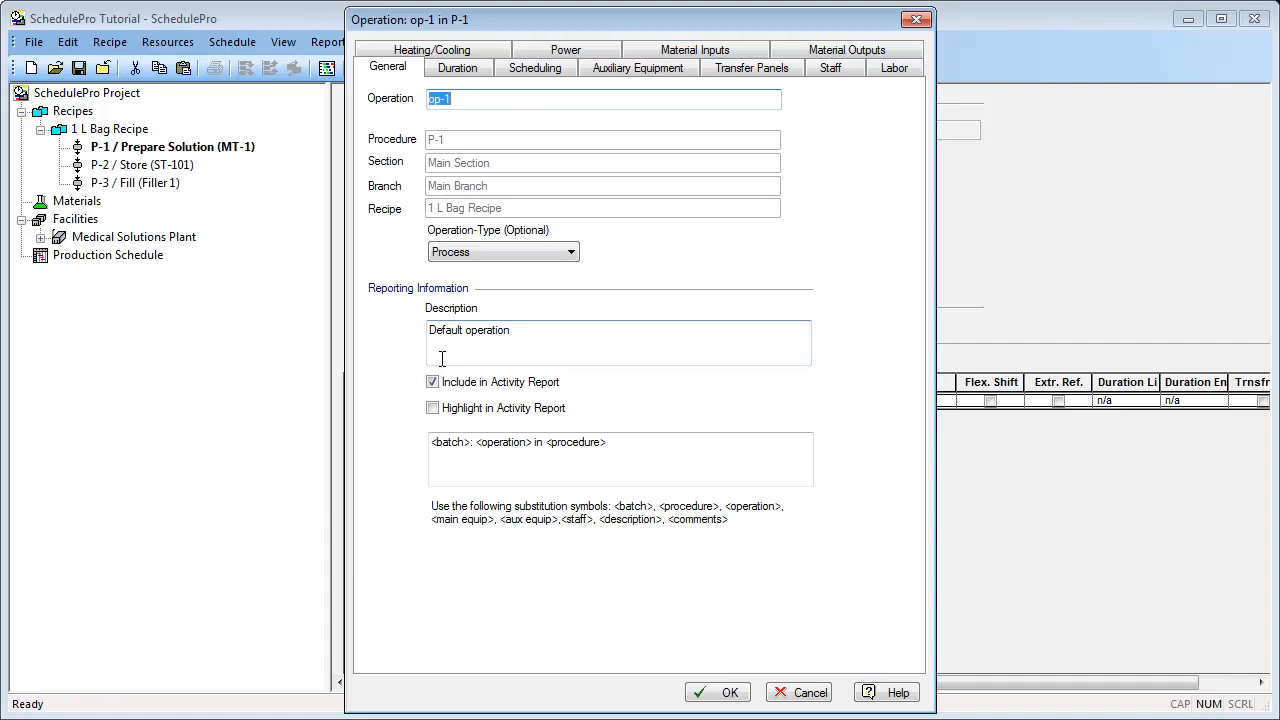 SchedulePro Tutorial - SchedulePro
Operation: op-1 in P-1
File Edit Recipe Resources Schedule View Report
Heating/Cooling Power Material Inputs Material Outputs
General Duration Scheduling Auxiliary Equipment Transfer Panels Staff Labor
SchedulePro Project
Recipes
1 L Bag Recipe
P-1 / Prepare Solution (MT-1)
P-2 / Store (ST-101)
P-3 / Fill (Filler 1)
Materials
Facilities
Medical Solutions Plant
Production Schedule
Operation op-1
Procedure P-1
Section Main Section
Branch Main Branch
Recipe 1 L Bag Recipe
Operation-Type (Optional)
Process
Reporting Information
Description
Default operation
Include in Activity Report
Highlight in Activity Report
<batch>: <operation> in <procedure>
Use the following substitution symbols: <batch>, <procedure>, <operation>,
<main equip>, <aux equip>,<staff>, <description>, <comments>
Flex. Shift Extr. Ref. Duration Li Duration En Trnsfr
n/a n/a
OK Cancel Help
Ready CAP NUM SCRL